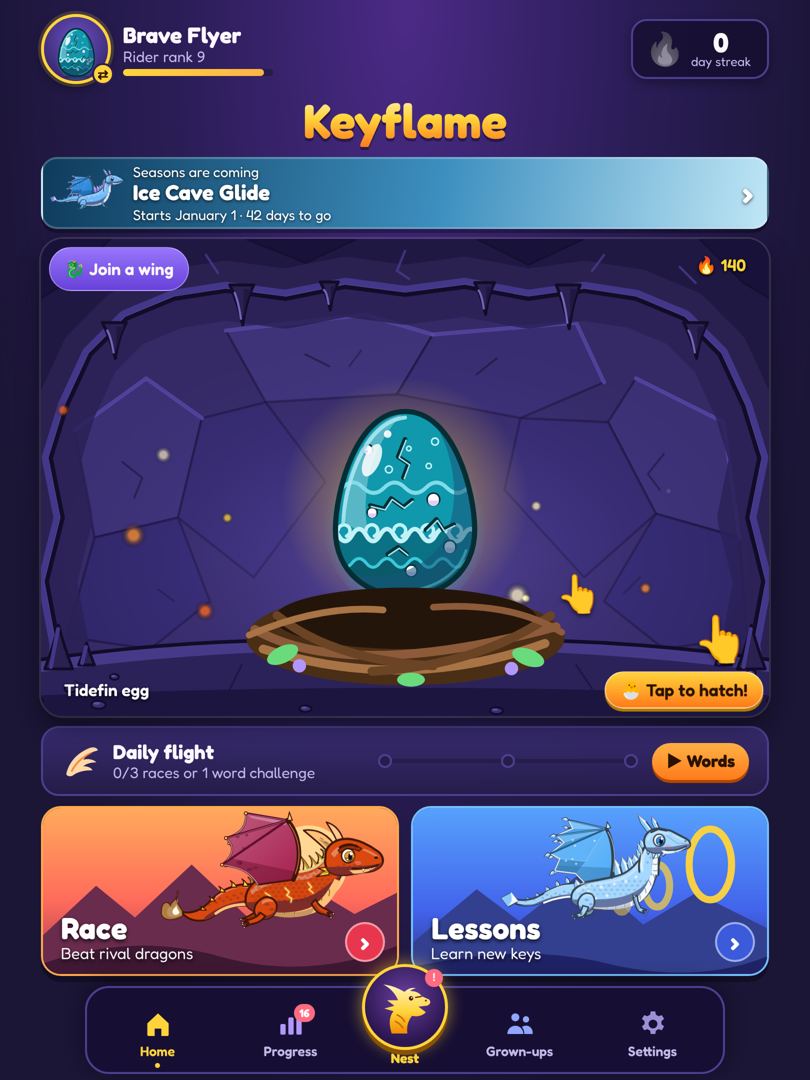 Brave Flyer
Rider rank 9
0
day streak
Keyflame
Seasons are coming
Ice Cave Glide
Starts January 1 · 42 days to go
Join a wing
140
Tidefin egg
Tap to hatch!
Daily flight
0/3 races or 1 word challenge
Words
Race
Beat rival dragons
Lessons
Learn new keys
!
16
Home
Progress
Nest
Grown-ups
Settings